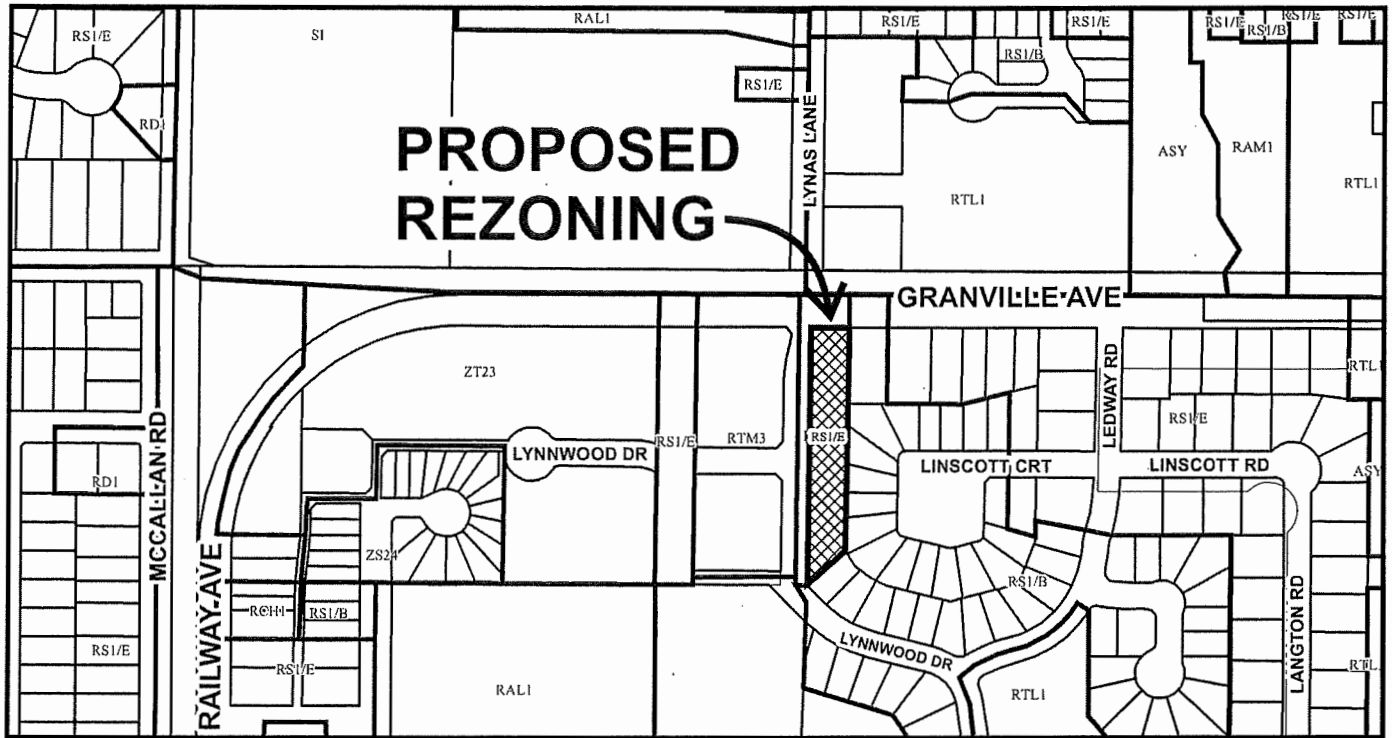 RS1/E
SI
RAL1
RS1/E
RS1/E
RS1/E
RS1/B
RS1/E
RS1/E
RS1/B
RS1/E
RD1
LYNAS LANE
PROPOSED
REZONING
ASY
RAM1
RTL1
RTL1
GRANVILLE AVE
ZT23
RS1/E
RTM3
RS1/E
LEDWAY RD
RS1/E
RTL1
LYNNWOOD DR
LINSCOTT CRT
LINSCOTT RD
ASY
MCCALLAN RD
RD1
RAILWAY AVE
ZS24
RCH1
RS1/B
RS1/E
RS1/E
RAL1
RS1/B
LYNNWOOD DR
RTL1
LANGTON RD
RTL